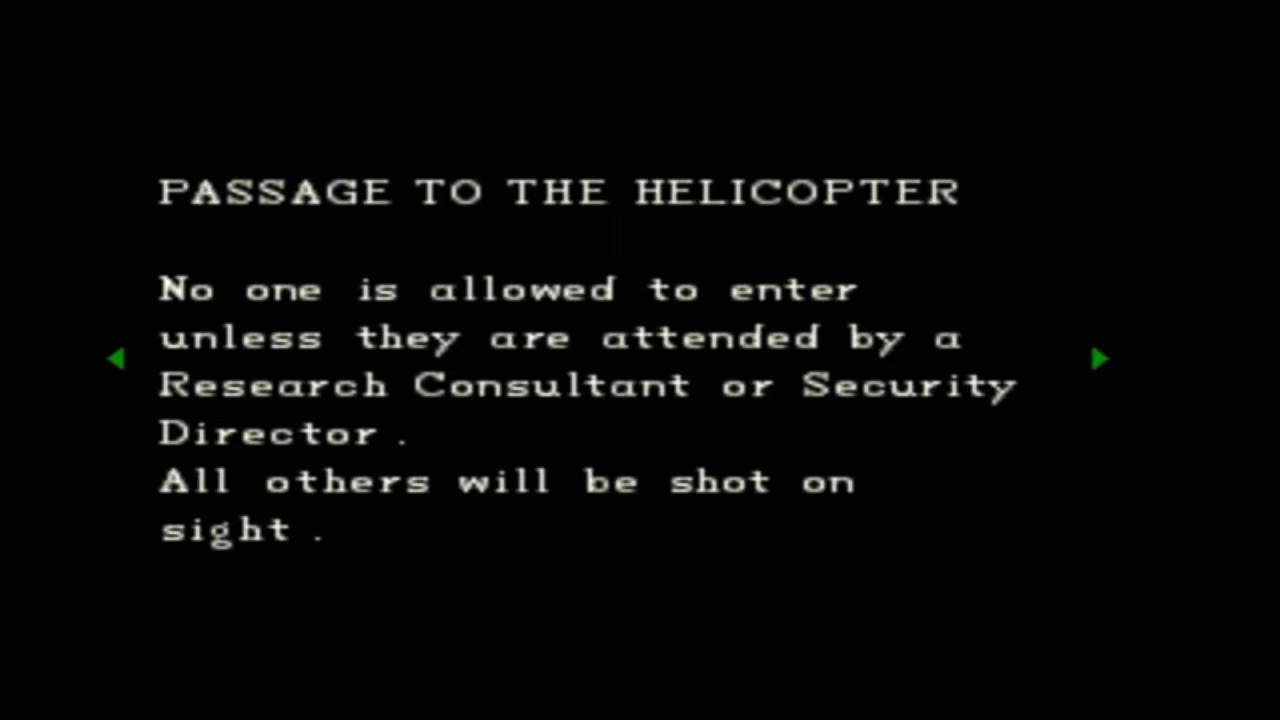 PASSAGE TO THE HELICOPTER
No one is allowed to enter
unless they are attended by a
Research Consultant or Security
Director.
All others will be shot on
sight.